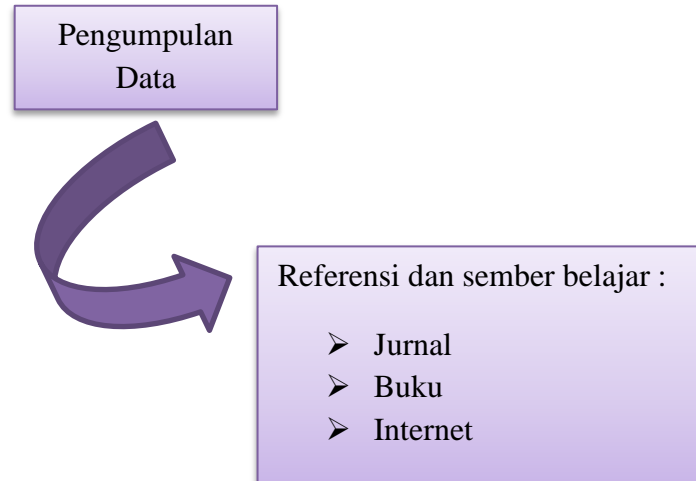 Pengumpulan
Data
Referensi dan sember belajar :
➢ Jurnal
➢ Buku
➢ Internet